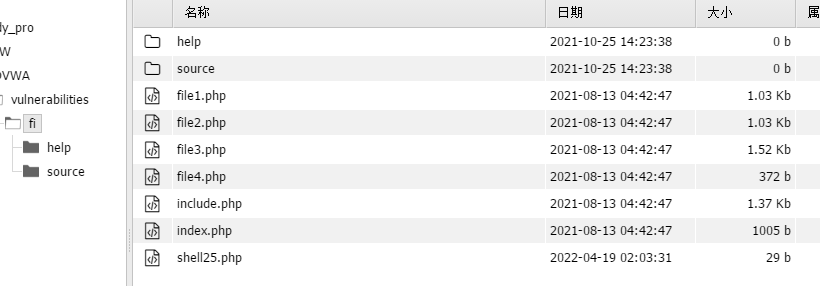 名称 日期 大小 属
dy_pro
W
DVWA
vulnerabilities
fi
help
source
help 2021-10-25 14:23:38 0 b
source 2021-10-25 14:23:38 0 b
file1.php 2021-08-13 04:42:47 1.03 Kb
file2.php 2021-08-13 04:42:47 1.03 Kb
file3.php 2021-08-13 04:42:47 1.52 Kb
file4.php 2021-08-13 04:42:47 372 b
include.php 2021-08-13 04:42:47 1.37 Kb
index.php 2021-08-13 04:42:47 1005 b
shell25.php 2022-04-19 02:03:31 29 b